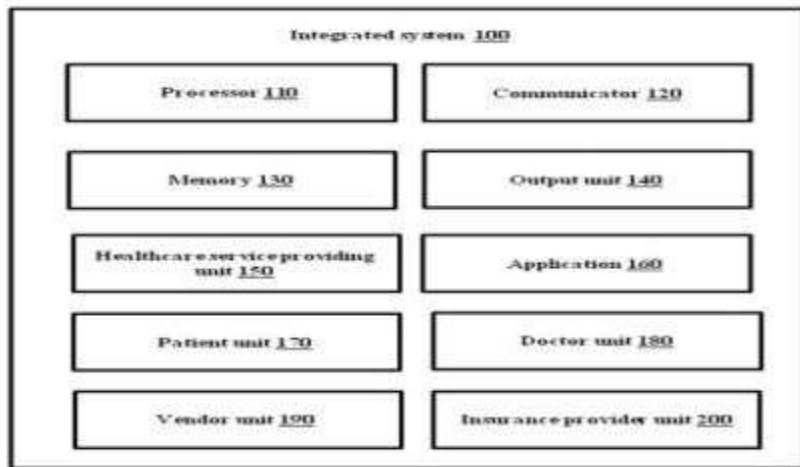 Integrated system 100
Processor 110
Communicator 120
Memory 130
Output unit 140
Healthcare service providing
unit 150
Application 160
Patient unit 170
Doctor unit 180
Vendor unit 190
Insurance provider unit 200